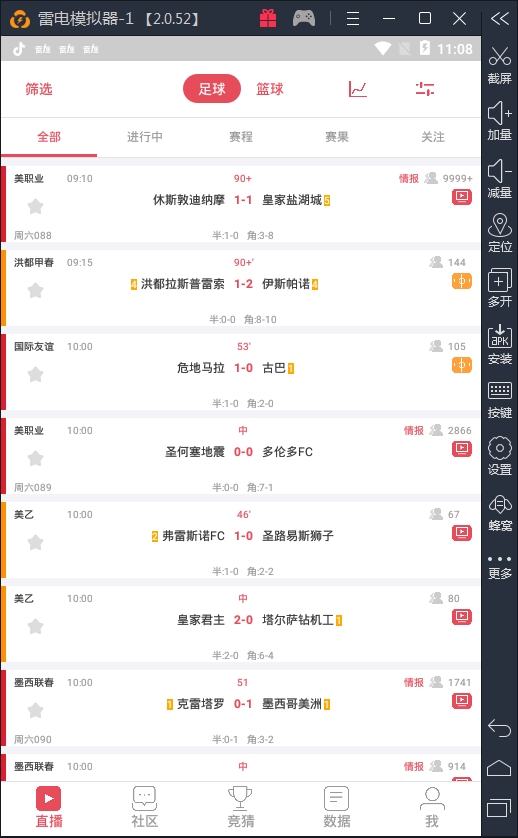 雷电模拟器-1 【2.0.52】
11:08
筛选 足球 篮球
全部 进行中 赛程 赛果 关注
美职业 09:10 90+ 情报 9999+
休斯敦迪纳摩 1-1 皇家盐湖城 5
周六088 半:1-0 角:3-8
洪都甲春 09:15 90+' 144
4 洪都拉斯普雷索 1-2 伊斯帕诺 4
半:0-0 角:8-10
国际友谊 10:00 53' 105
危地马拉 1-0 古巴 1
半:1-0 角:2-0
美职业 10:00 中 情报 2866
圣何塞地震 0-0 多伦多FC
周六089 半:0-0 角:7-1
美乙 10:00 46' 67
2 弗雷斯诺FC 1-0 圣路易斯狮子
半:1-0 角:2-2
美乙 10:00 中 80
皇家君主 2-0 塔尔萨钻机工 1
半:2-0 角:6-4
墨西联春 10:00 51 情报 1741
1 克雷塔罗 0-1 墨西哥美洲 1
周六090 半:0-1 角:3-2
墨西联春 10:00 中 情报 914
直播 社区 竞猜 数据 我
截屏
加量
减量
定位
多开
APK
安装
按键
设置
蜂窝
更多